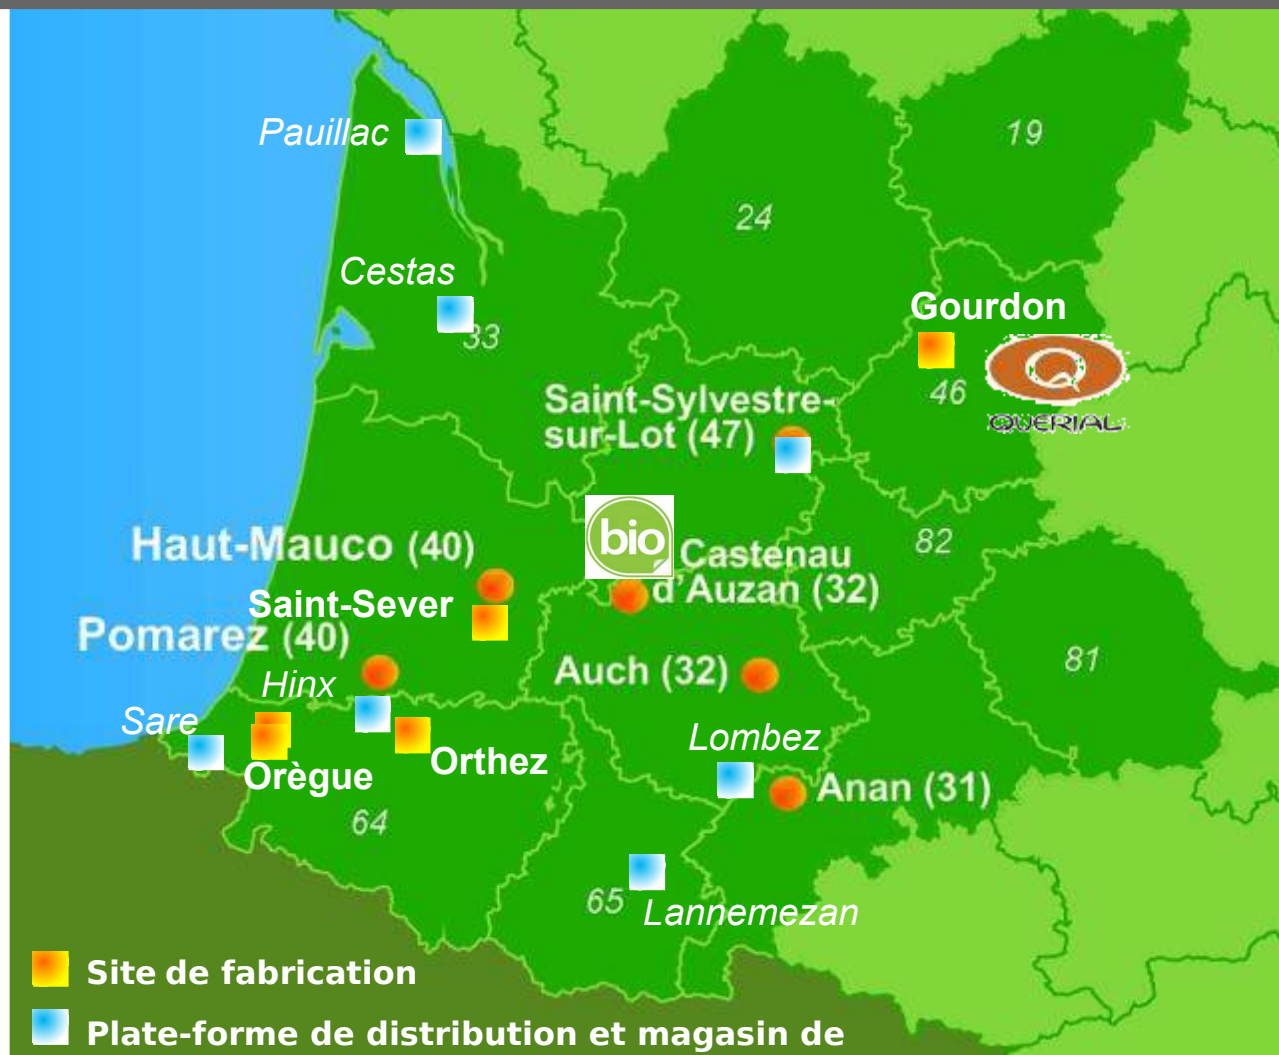 Pauillac
19
24
Cestas
33
Gourdon
46
QUERIAL
Saint-Sylvestre-
sur-Lot (47)
bio
82
Haut-Mauco (40)
Castenau
d'Auzan (32)
Saint-Sever
Pomarez (40)
Auch (32)
81
Hinx
Sare
Lombez
Orthez
Orègue
Anan (31)
64
65
Lannemezan
Site de fabrication
Plate-forme de distribution et magasin de